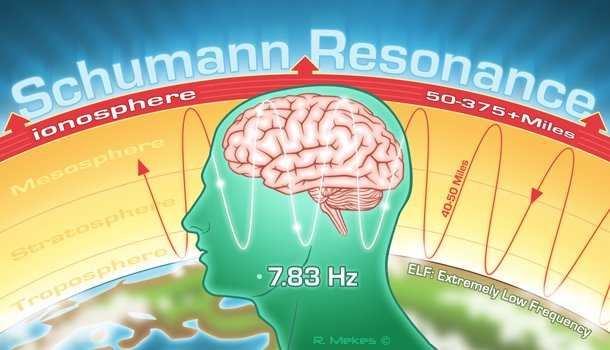 Schumann Resonance
ionosphere
50-375+Miles
Mesosphere
40-50 Miles
Stratosphere
Troposphere
7.83 Hz
ELF: Extremely Low Frequency
R. Mekes ©